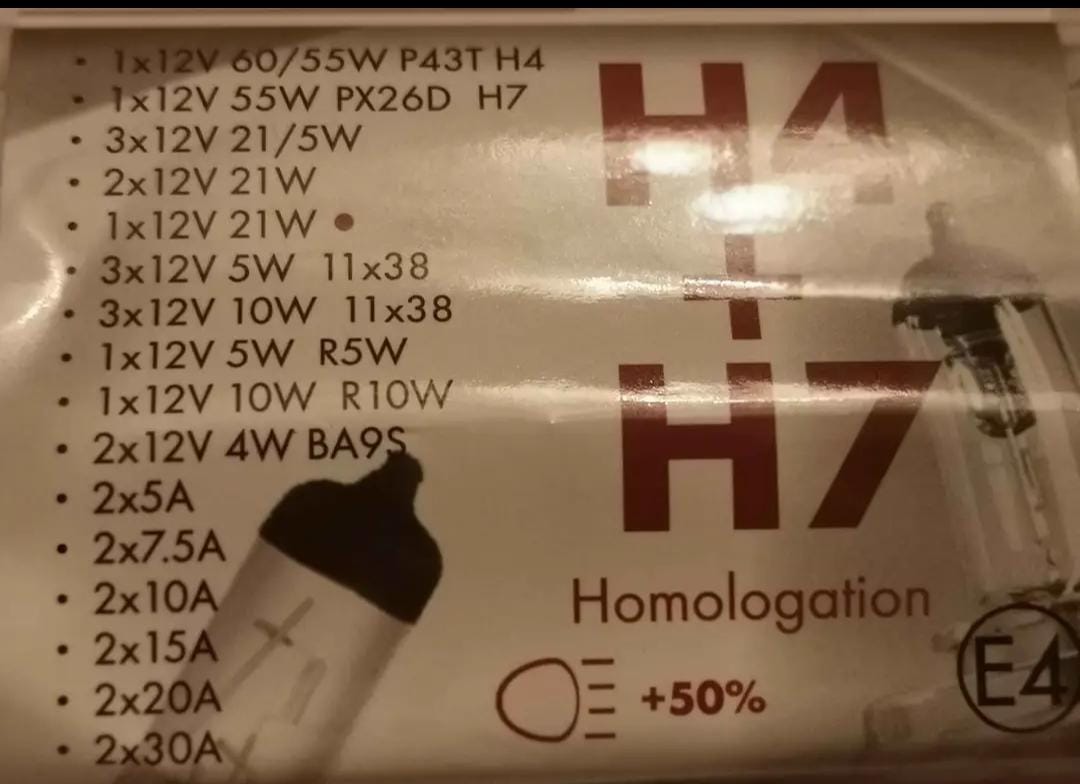 • 1x12V 60/55W P43T H4
• 1x12V 55W PX26D H7
• 3x12V 21/5W
• 2x12V 21W
• 1x12V 21W ●
• 3x12V 5W 11x38
• 3x12V 10W 11x38
• 1x12V 5W R5W
• 1x12V 10W R10W
• 2x12V 4W BA9S
• 2x5A
• 2x7.5A
• 2x10A
• 2x15A
• 2x20A
• 2x30A
H4
+
H7
Homologation
+50%
E4